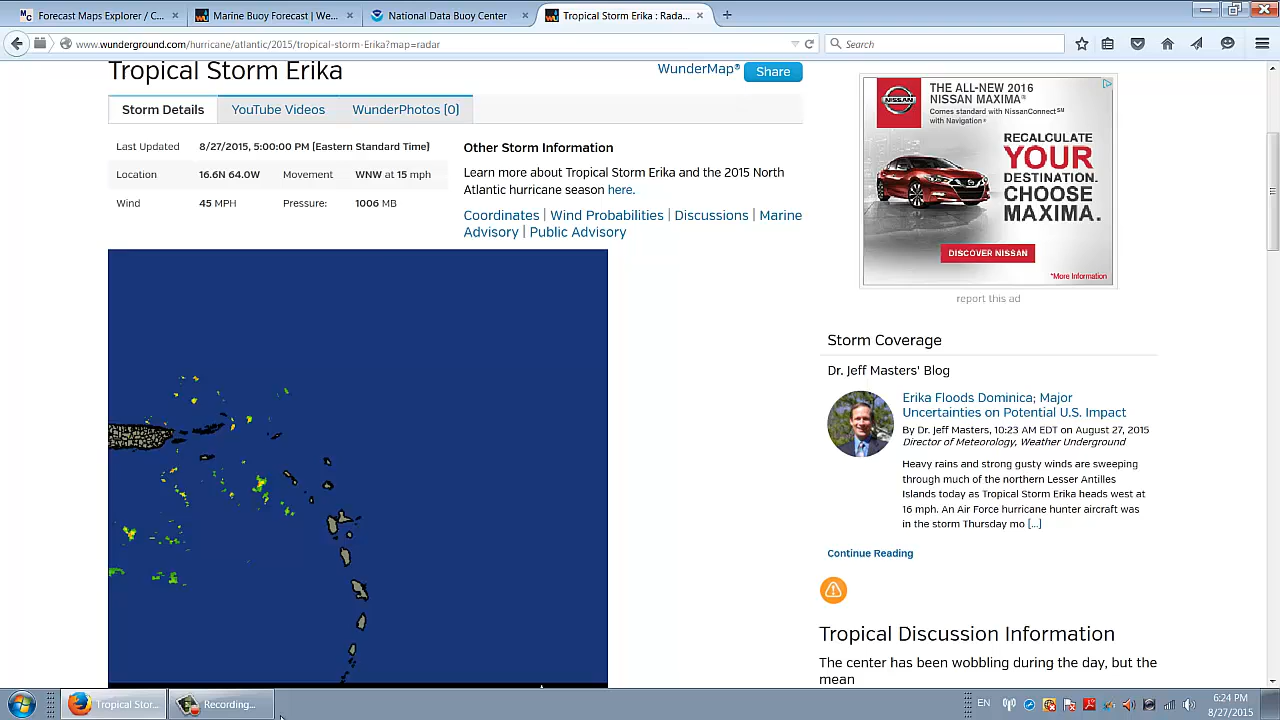 Forecast Maps Explorer / C...
Marine Buoy Forecast | We...
National Data Buoy Center
Tropical Storm Erika : Rada...
www.wunderground.com/hurricane/atlantic/2015/tropical-storm-Erika?map=radar
Search
Tropical Storm Erika
WunderMap®
Share
Storm Details
YouTube Videos
WunderPhotos (0)
Last Updated 8/27/2015, 5:00:00 PM (Eastern Standard Time)
Location 16.6N 64.0W Movement WNW at 15 mph
Wind 45 MPH Pressure: 1006 MB
Other Storm Information
Learn more about Tropical Storm Erika and the 2015 North
Atlantic hurricane season here.
Coordinates | Wind Probabilities | Discussions | Marine
Advisory | Public Advisory
NISSAN
THE ALL-NEW 2016
NISSAN MAXIMA®
Comes standard with NissanConnect℠
with Navigation*
RECALCULATE
YOUR
DESTINATION.
CHOOSE
MAXIMA.
DISCOVER NISSAN
*More Information
report this ad
Storm Coverage
Dr. Jeff Masters' Blog
Erika Floods Dominica; Major
Uncertainties on Potential U.S. Impact
By Dr. Jeff Masters, 10:23 AM EDT on August 27, 2015
Director of Meteorology, Weather Underground
Heavy rains and strong gusty winds are sweeping
through much of the northern Lesser Antilles
Islands today as Tropical Storm Erika heads west at
16 mph. An Air Force hurricane hunter aircraft was
in the storm Thursday mo [...]
Continue Reading
Tropical Discussion Information
The center has been wobbling during the day, but the
mean
Tropical Stor...
Recording...
EN
6:24 PM
8/27/2015